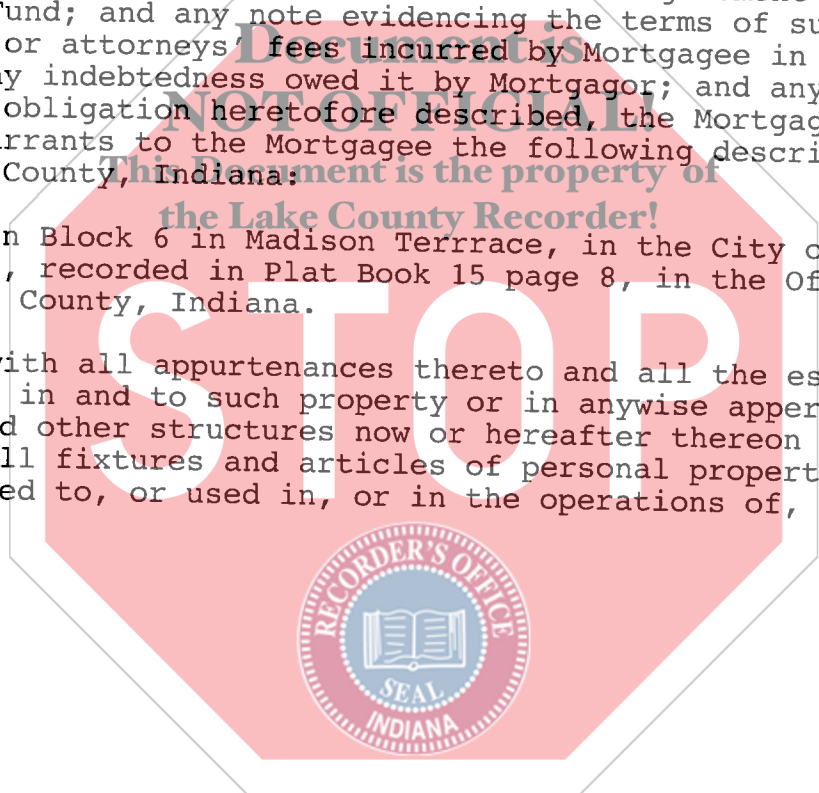 Fund; and any note evidencing the terms of su
or attorneys' fees incurred by Mortgagee in
y indebtedness owed it by Mortgagor; and any
obligation heretofore described, the Mortgag
rrants to the Mortgagee the following descri
County, Indiana:
n Block 6 in Madison Terrrace, in the City o
, recorded in Plat Book 15 page 8, in the Of
County, Indiana.
with all appurtenances thereto and all the es
in and to such property or in anywise apper
d other structures now or hereafter thereon
ll fixtures and articles of personal propert
ed to, or used in, or in the operations of,
Document is
NOT OFFICIAL!
This Document is the property of
the Lake County Recorder!
STOP
RECORDER'S OFFICE
SEAL
INDIANA